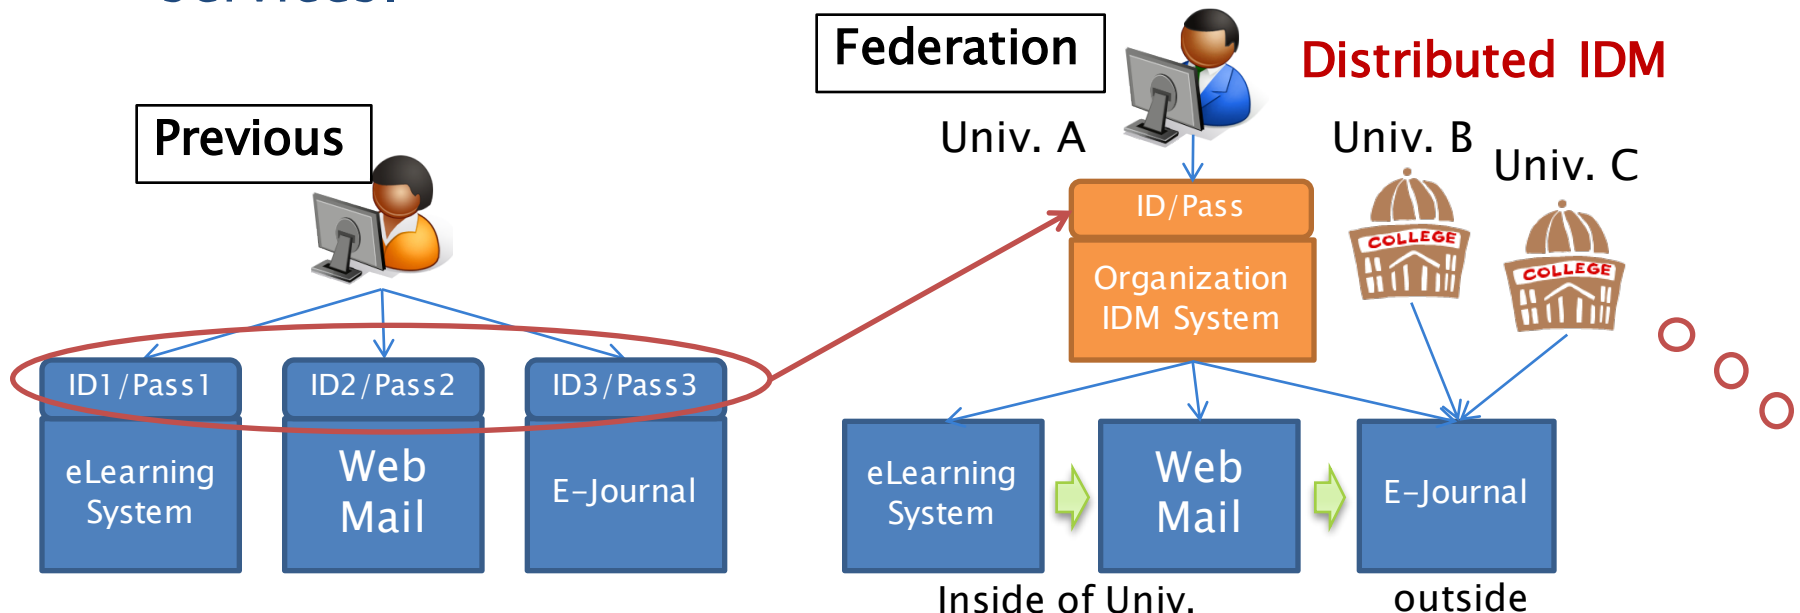 services.
Previous
ID1/Pass1
ID2/Pass2
ID3/Pass3
eLearning
System
Web
Mail
E-Journal
Federation
Distributed IDM
Univ. A
Univ. B
Univ. C
COLLEGE
COLLEGE
ID/Pass
Organization
IDM System
eLearning
System
Web
Mail
E-Journal
Inside of Univ.
outside